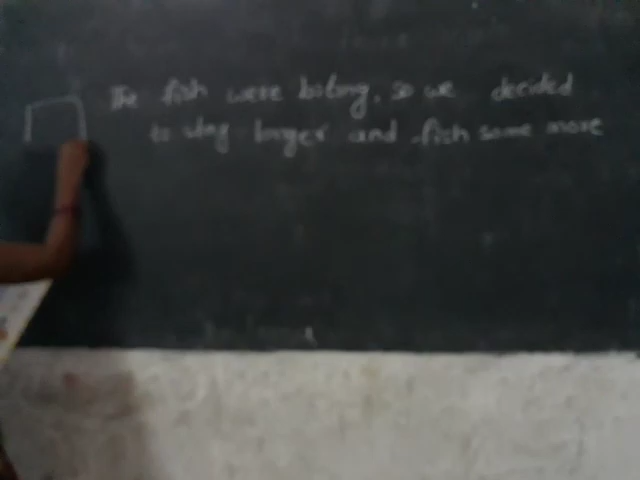 The fish were biting, so we decided
to stay longer and fish some more